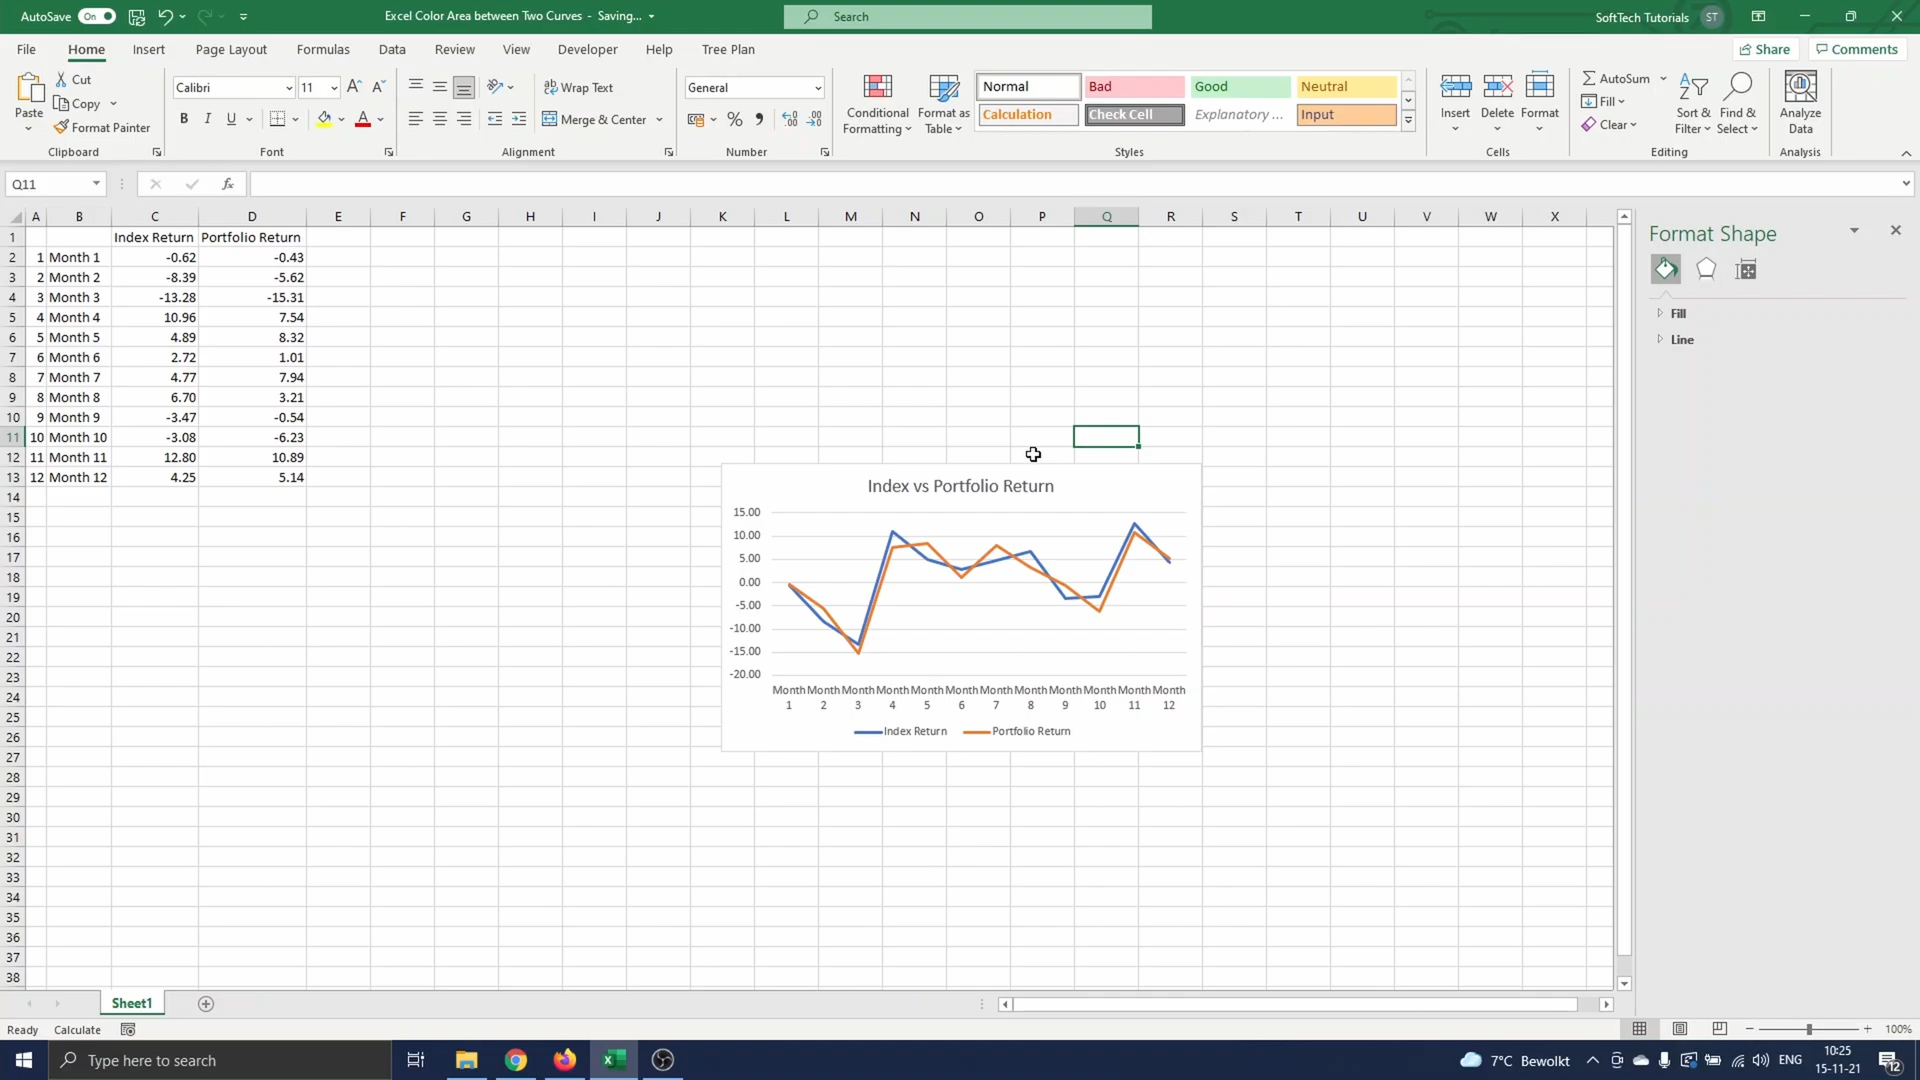 AutoSave On Excel Color Area between Two Curves - Saving... Search SoftTech Tutorials ST
File Home Insert Page Layout Formulas Data Review View Developer Help Tree Plan Share Comments
Paste Cut Copy Format Painter
Clipboard
Calibri 11
B I U
Font
Wrap Text
Merge & Center
Alignment
General
Number
Conditional Formatting
Format as Table
Normal Bad Good Neutral
Calculation Check Cell Explanatory ... Input
Styles
Insert Delete Format
Cells
AutoSum
Fill
Clear
Sort & Filter
Find & Select
Editing
Analyze Data
Analysis
Q11 fx
A B C D E F G H I J K L M N O P Q R S T U V W X
1 Index Return Portfolio Return
2 1 Month 1 -0.62 -0.43
3 2 Month 2 -8.39 -5.62
4 3 Month 3 -13.28 -15.31
5 4 Month 4 10.96 7.54
6 5 Month 5 4.89 8.32
7 6 Month 6 2.72 1.01
8 7 Month 7 4.77 7.94
9 8 Month 8 6.70 3.21
10 9 Month 9 -3.47 -0.54
11 10 Month 10 -3.08 -6.23
12 11 Month 11 12.80 10.89
13 12 Month 12 4.25 5.14
14
15
16
17
18
19
20
21
22
23
24
25
26
27
28
29
30
31
32
33
34
35
36
37
38
Index vs Portfolio Return
15.00
10.00
5.00
0.00
-5.00
-10.00
-15.00
-20.00
Month Month Month Month Month Month Month Month Month Month Month Month
1 2 3 4 5 6 7 8 9 10 11 12
Index Return Portfolio Return
Format Shape
Fill
Line
Sheet1
Ready Calculate 100%
Type here to search 7°C Bewolkt ENG 10:25
15-11-21 12